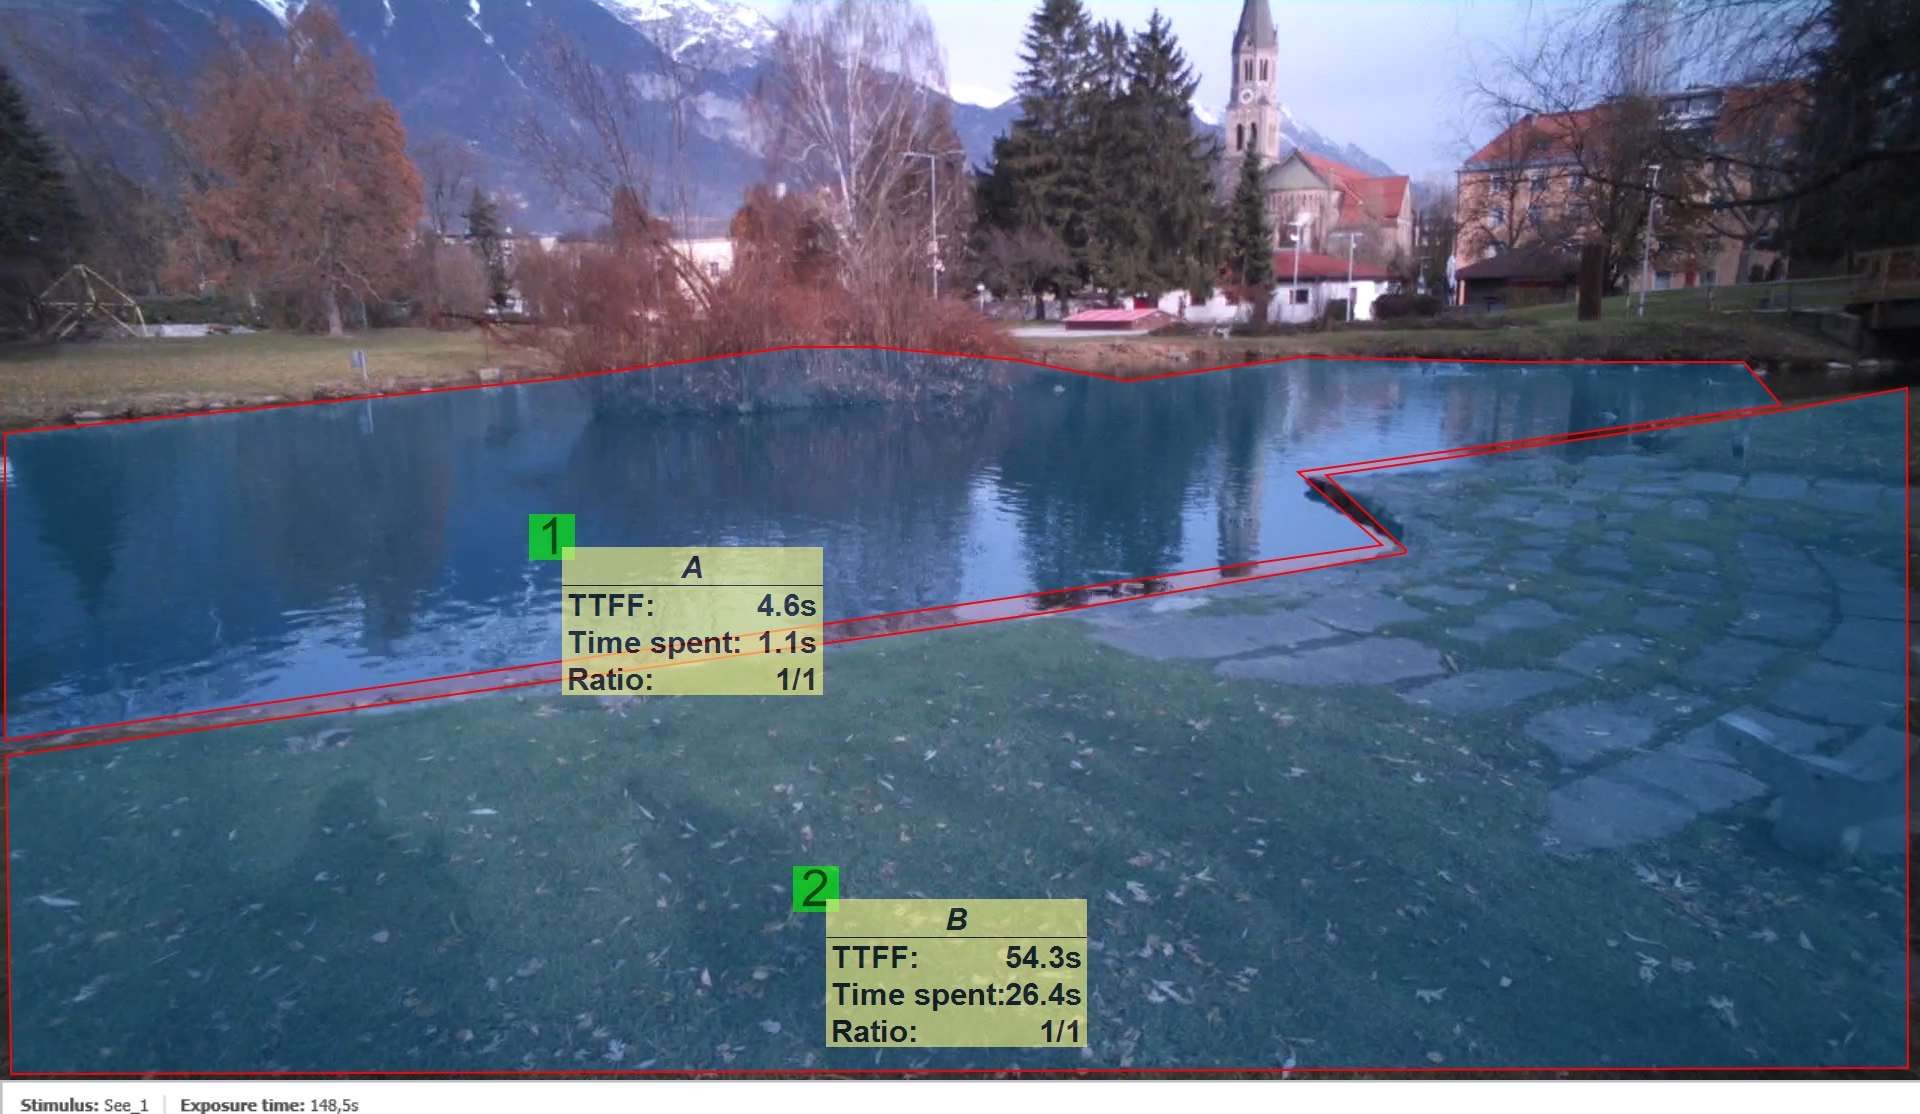 1
A
TTFF: 4.6s
Time spent: 1.1s
Ratio: 1/1
2
B
TTFF: 54.3s
Time spent:26.4s
Ratio: 1/1
Stimulus: See_1 Exposure time: 148,5s